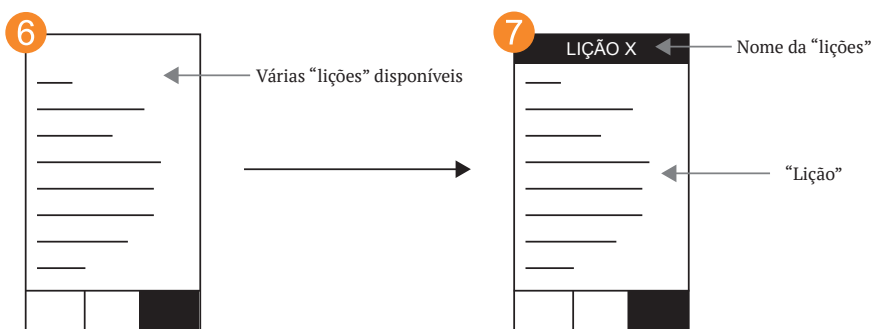 6
Várias “lições” disponíveis
7
LIÇÃO X
Nome da “lições”
“Lição”